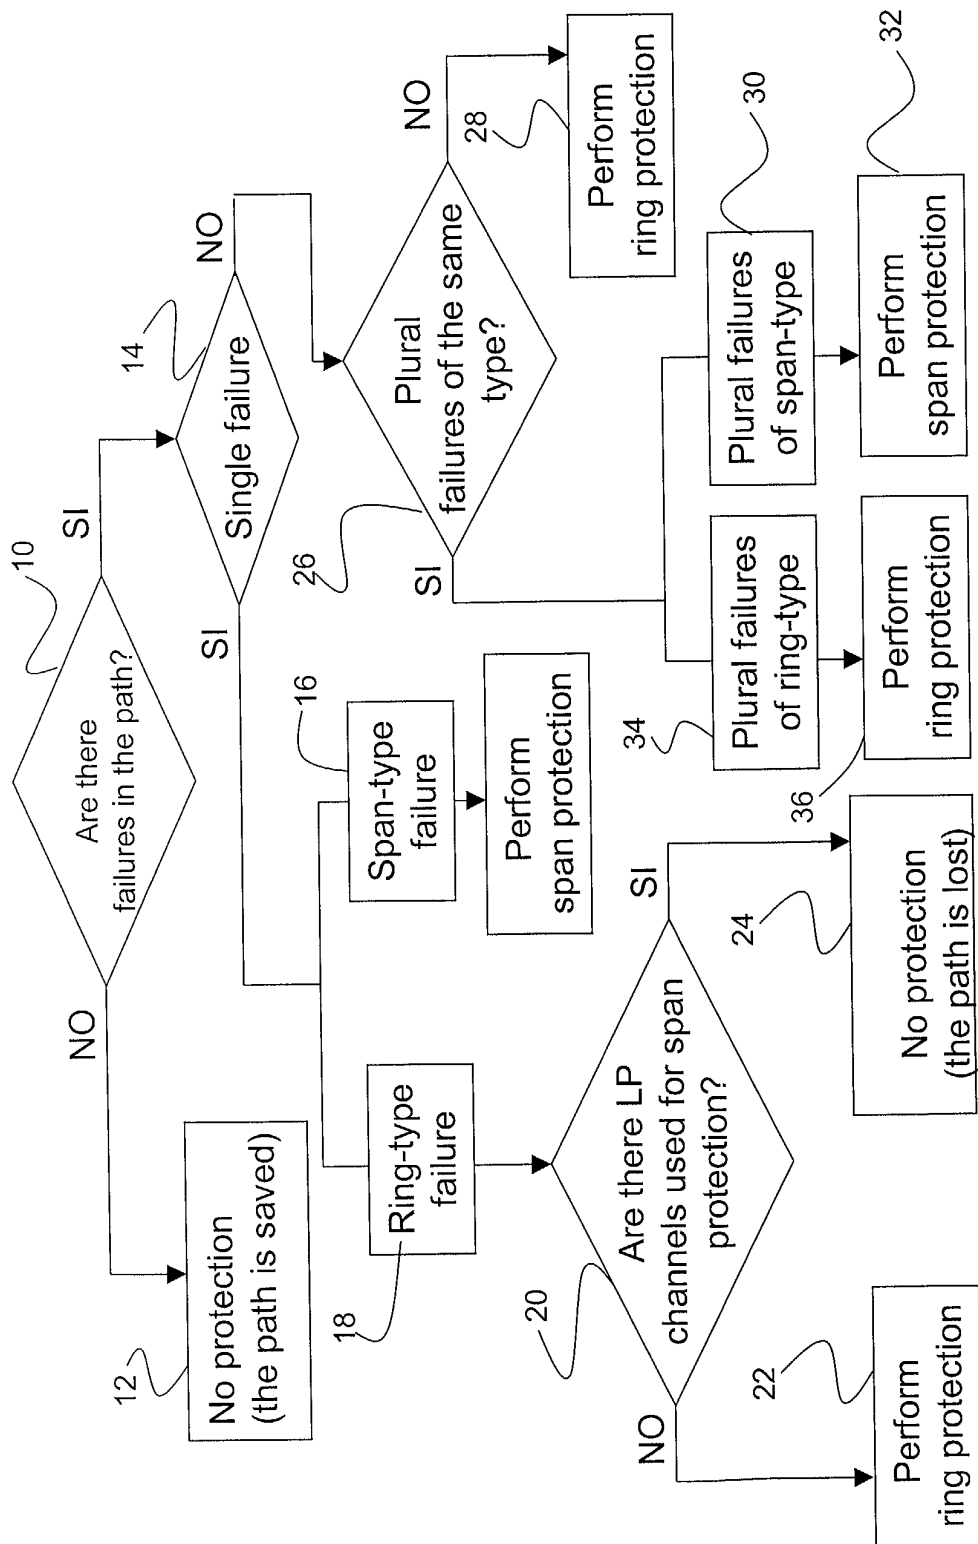 10
Are there
failures in the path?
NO
SI
12
No protection
(the path is saved)
14
Single failure
SI
NO
16
Span-type
failure
Perform
span protection
18
Ring-type
failure
20
Are there LP
channels used for span
protection?
NO
SI
22
Perform
ring protection
24
No protection
(the path is lost)
26
Plural
failures of the same
type?
SI
NO
28
Perform
ring protection
30
Plural failures
of span-type
32
Perform
span protection
34
Plural failures
of ring-type
36
Perform
ring protection